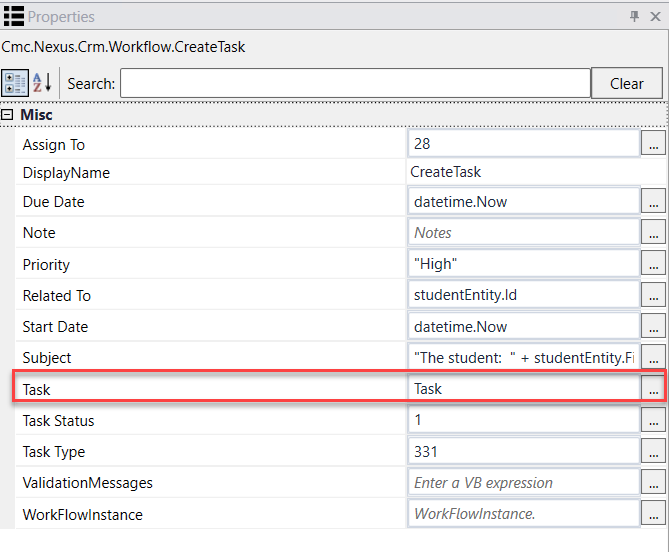 Properties
Cmc.Nexus.Crm.Workflow.CreateTask
Search: Clear
Misc
Assign To 28 ...
DisplayName CreateTask
Due Date datetime.Now ...
Note Notes ...
Priority "High" ...
Related To studentEntity.Id ...
Start Date datetime.Now ...
Subject "The student:  " + studentEntity.Fi ...
Task Task ...
Task Status 1 ...
Task Type 331 ...
ValidationMessages Enter a VB expression ...
WorkFlowInstance WorkFlowInstance. ...